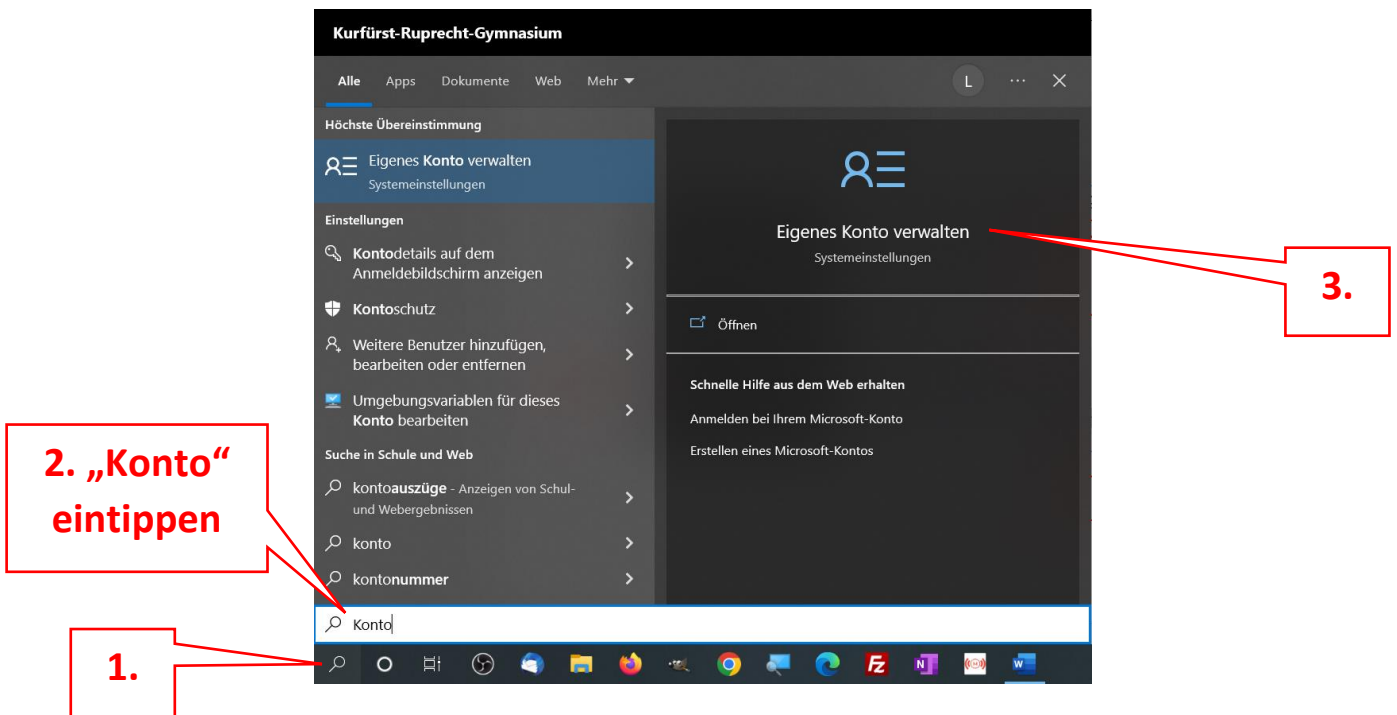 Kurfürst-Ruprecht-Gymnasium
Alle Apps Dokumente Web Mehr
L ...
Höchste Übereinstimmung
Eigenes Konto verwalten
Systemeinstellungen
Einstellungen
Kontodetails auf dem
Anmeldebildschirm anzeigen
Kontoschutz
Weitere Benutzer hinzufügen,
bearbeiten oder entfernen
Umgebungsvariablen für dieses
Konto bearbeiten
Suche in Schule und Web
kontoauszüge - Anzeigen von Schul-
und Webergebnissen
konto
kontonummer
Konto
Eigenes Konto verwalten
Systemeinstellungen
Öffnen
Schnelle Hilfe aus dem Web erhalten
Anmelden bei Ihrem Microsoft-Konto
Erstellen eines Microsoft-Kontos
1.
2. „Konto“
eintippen
3.
Fz
N
W